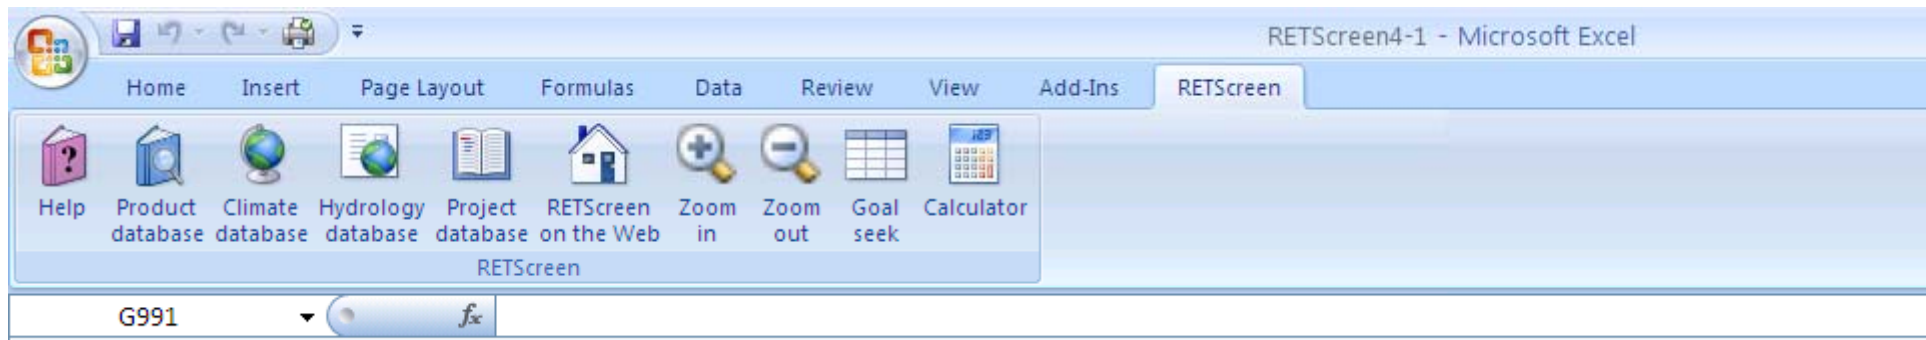 RETScreen4-1 - Microsoft Excel
Home Insert Page Layout Formulas Data Review View Add-Ins RETScreen
Help Product Climate Hydrology Project RETScreen Zoom Zoom Goal Calculator
database database database database on the Web in out seek
RETScreen
G991 fx